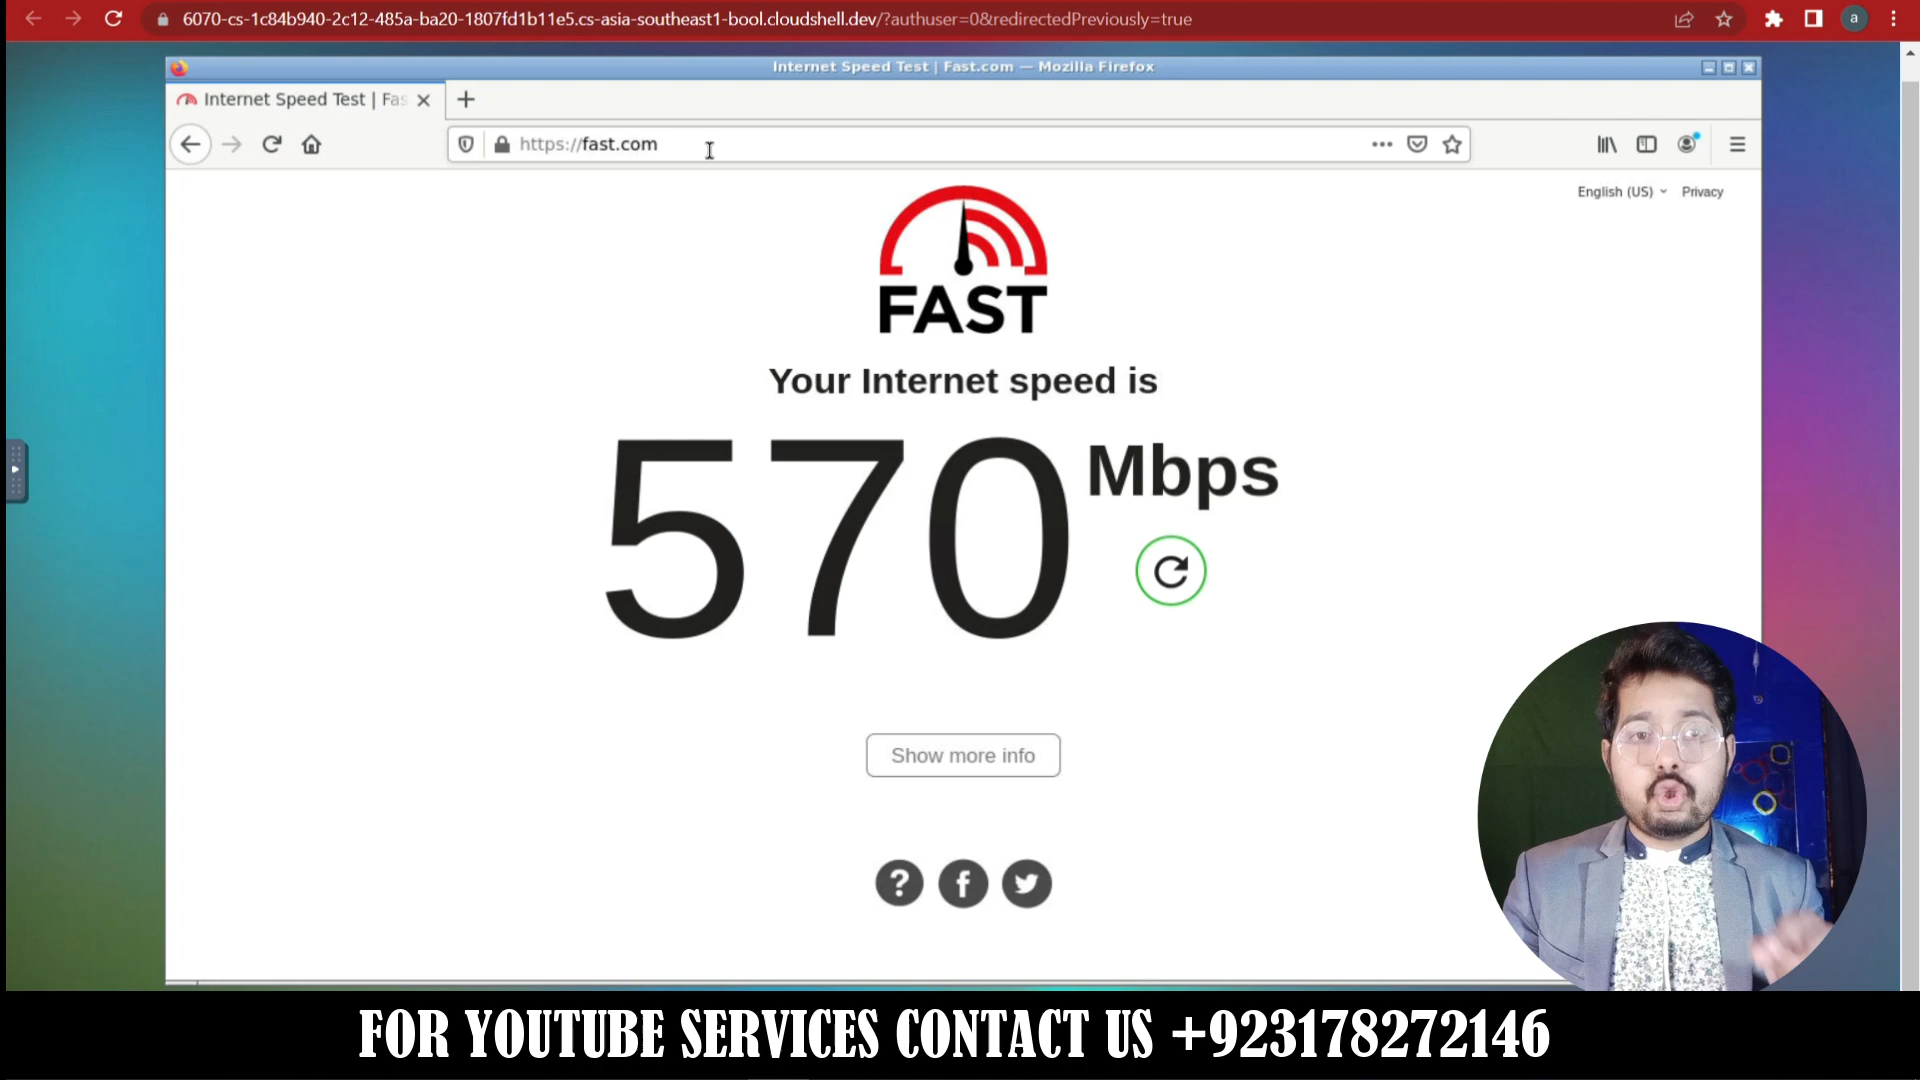 6070-cs-1c84b940-2c12-485a-ba20-1807fd1b11e5.cs-asia-southeast1-bool.cloudshell.dev/?authuser=0&redirectedPreviously=true
a
Internet Speed Test | Fast.com — Mozilla Firefox
Internet Speed Test | Fas
https://fast.com
English (US) Privacy
FAST
Your Internet speed is
570 Mbps
Show more info
? f
FOR YOUTUBE SERVICES CONTACT US +923178272146